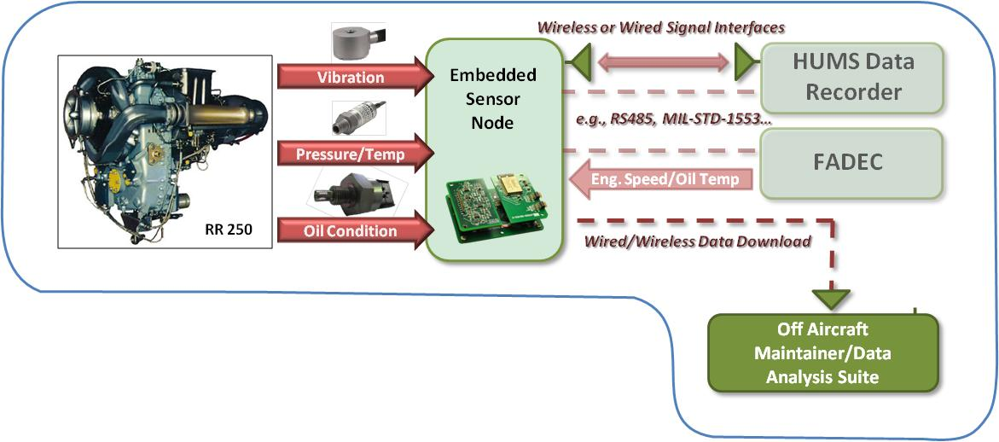 Wireless or Wired Signal Interfaces
Vibration
Embedded
Sensor
Node
HUMS Data
Recorder
e.g., RS485, MIL-STD-1553...
Pressure/Temp
FADEC
Eng. Speed/Oil Temp
RR 250
Oil Condition
Wired/Wireless Data Download
Off Aircraft
Maintainer/Data
Analysis Suite